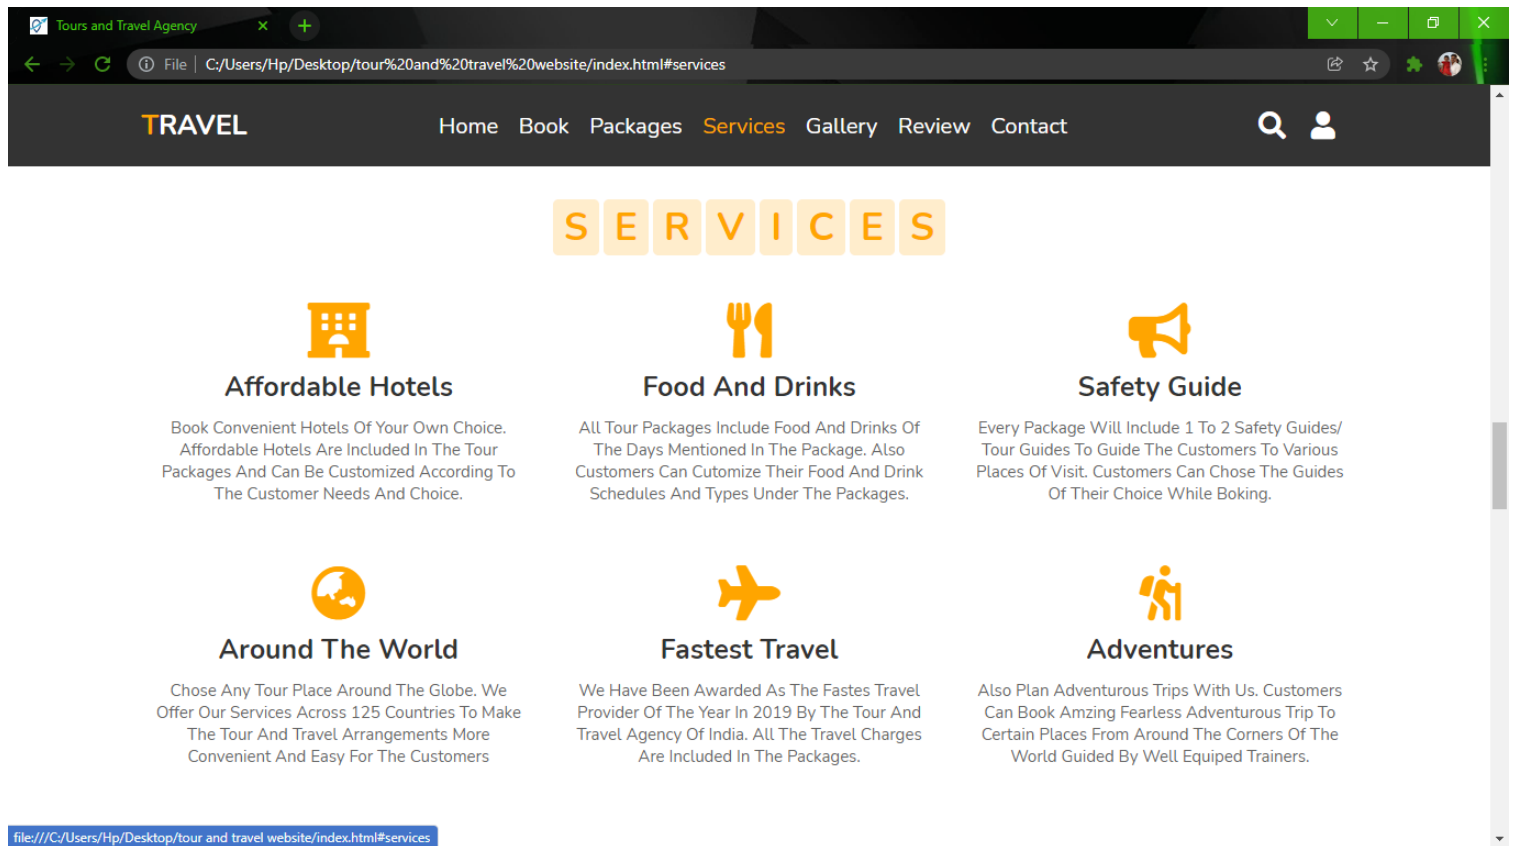 Tours and Travel Agency
File | C:/Users/Hp/Desktop/tour%20and%20travel%20website/index.html#services
TRAVEL
Home Book Packages Services Gallery Review Contact
SERVICES
Affordable Hotels
Book Convenient Hotels Of Your Own Choice.
Affordable Hotels Are Included In The Tour
Packages And Can Be Customized According To
The Customer Needs And Choice.
Food And Drinks
All Tour Packages Include Food And Drinks Of
The Days Mentioned In The Package. Also
Customers Can Cutomize Their Food And Drink
Schedules And Types Under The Packages.
Safety Guide
Every Package Will Include 1 To 2 Safety Guides/
Tour Guides To Guide The Customers To Various
Places Of Visit. Customers Can Chose The Guides
Of Their Choice While Boking.
Around The World
Chose Any Tour Place Around The Globe. We
Offer Our Services Across 125 Countries To Make
The Tour And Travel Arrangements More
Convenient And Easy For The Customers
Fastest Travel
We Have Been Awarded As The Fastes Travel
Provider Of The Year In 2019 By The Tour And
Travel Agency Of India. All The Travel Charges
Are Included In The Packages.
Adventures
Also Plan Adventurous Trips With Us. Customers
Can Book Amzing Fearless Adventurous Trip To
Certain Places From Around The Corners Of The
World Guided By Well Equiped Trainers.
file:///C:/Users/Hp/Desktop/tour and travel website/index.html#services